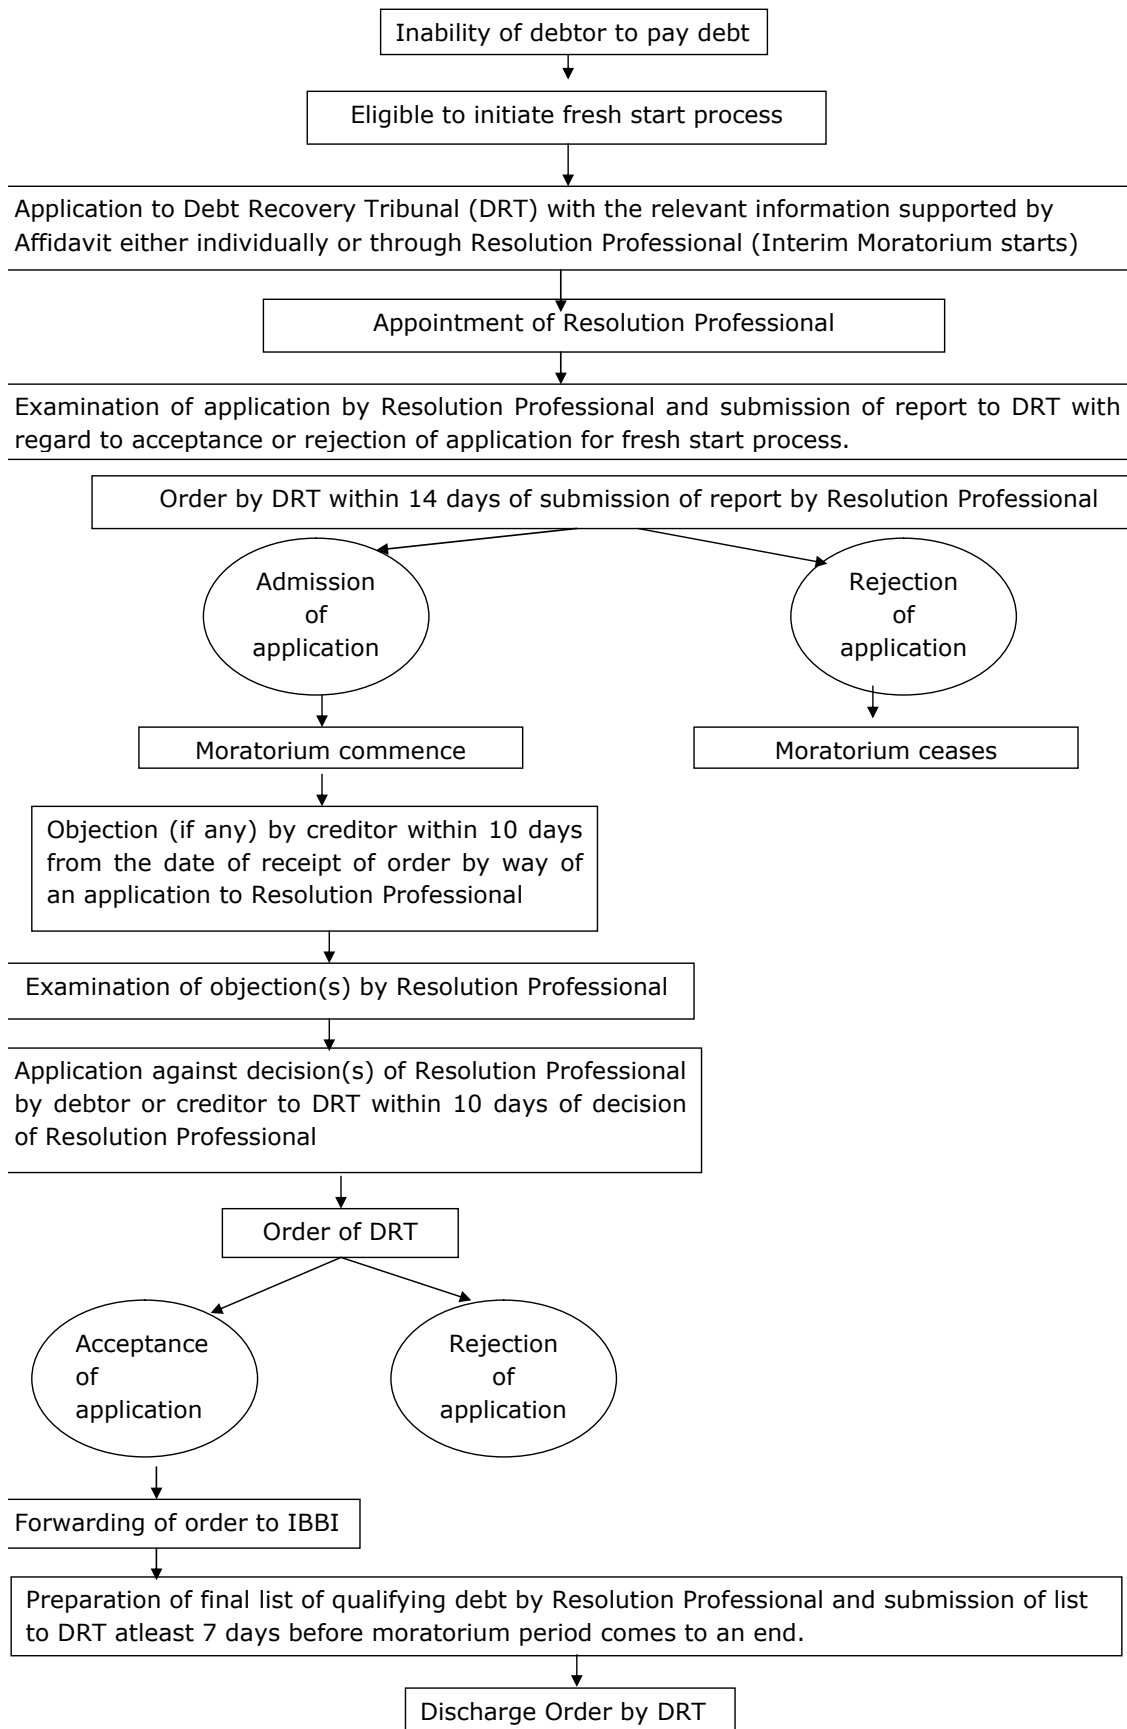 Inability of debtor to pay debt
Eligible to initiate fresh start process
Application to Debt Recovery Tribunal (DRT) with the relevant information supported by
Affidavit either individually or through Resolution Professional (Interim Moratorium starts)
Appointment of Resolution Professional
Examination of application by Resolution Professional and submission of report to DRT with
regard to acceptance or rejection of application for fresh start process.
Order by DRT within 14 days of submission of report by Resolution Professional
Admission
of
application
Rejection
of
application
Moratorium commence
Moratorium ceases
Objection (if any) by creditor within 10 days
from the date of receipt of order by way of
an application to Resolution Professional
Examination of objection(s) by Resolution Professional
Application against decision(s) of Resolution Professional
by debtor or creditor to DRT within 10 days of decision
of Resolution Professional
Order of DRT
Acceptance
of
application
Rejection
of
application
Forwarding of order to IBBI
Preparation of final list of qualifying debt by Resolution Professional and submission of list
to DRT atleast 7 days before moratorium period comes to an end.
Discharge Order by DRT